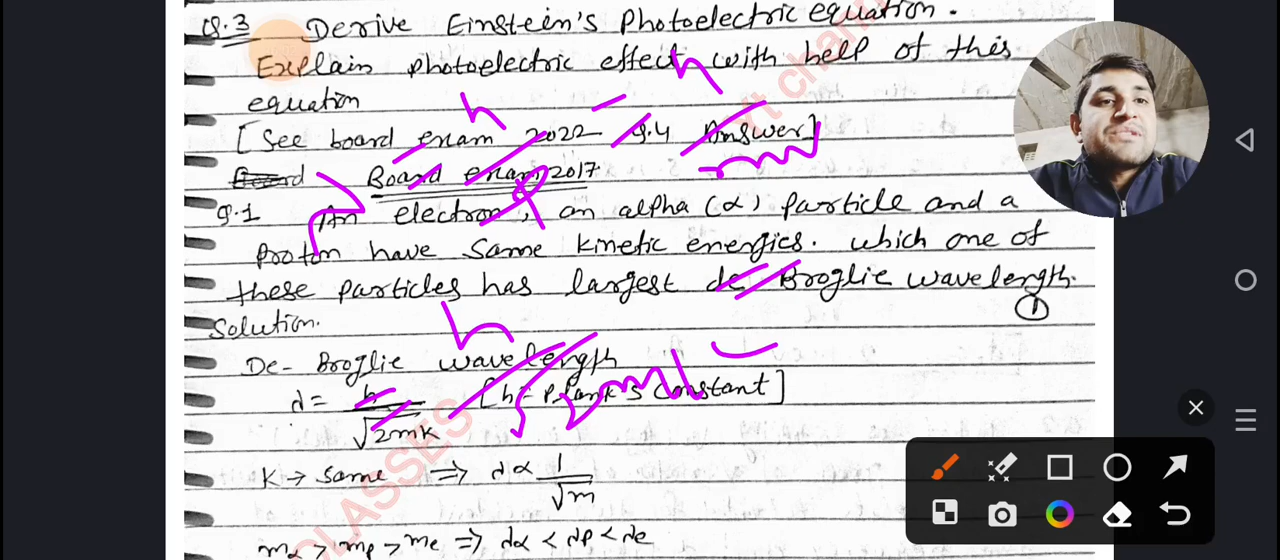 Q.3 Derive Einstein's Photoelectric equation.
Explain photoelectric effect with help of this
equation
[See board exam 2022 Q.4 Answer]
Board exam 2017
Q.1 An electron, an alpha (α) particle and a
Proton have same kinetic energies. which one of
these particles has largest de Broglie wavelength.
①
Solution.
De-Broglie wavelength
λ = h / √2mK [h = Plank's Constant]
K → same ⇒ λ ∝ 1 / √m
mα > mp > me ⇒ λα < λp < λe
CLASSES